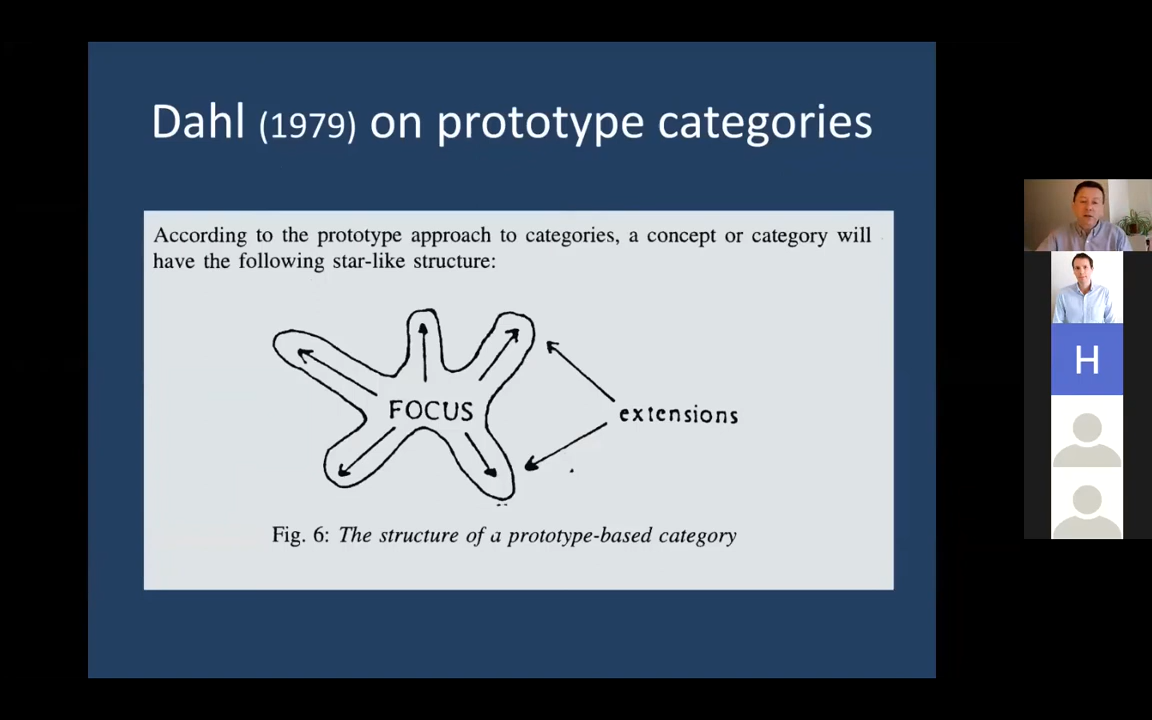 Dahl (1979) on prototype categories
According to the prototype approach to categories, a concept or category will
have the following star-like structure:
FOCUS
extensions
Fig. 6: The structure of a prototype-based category
H